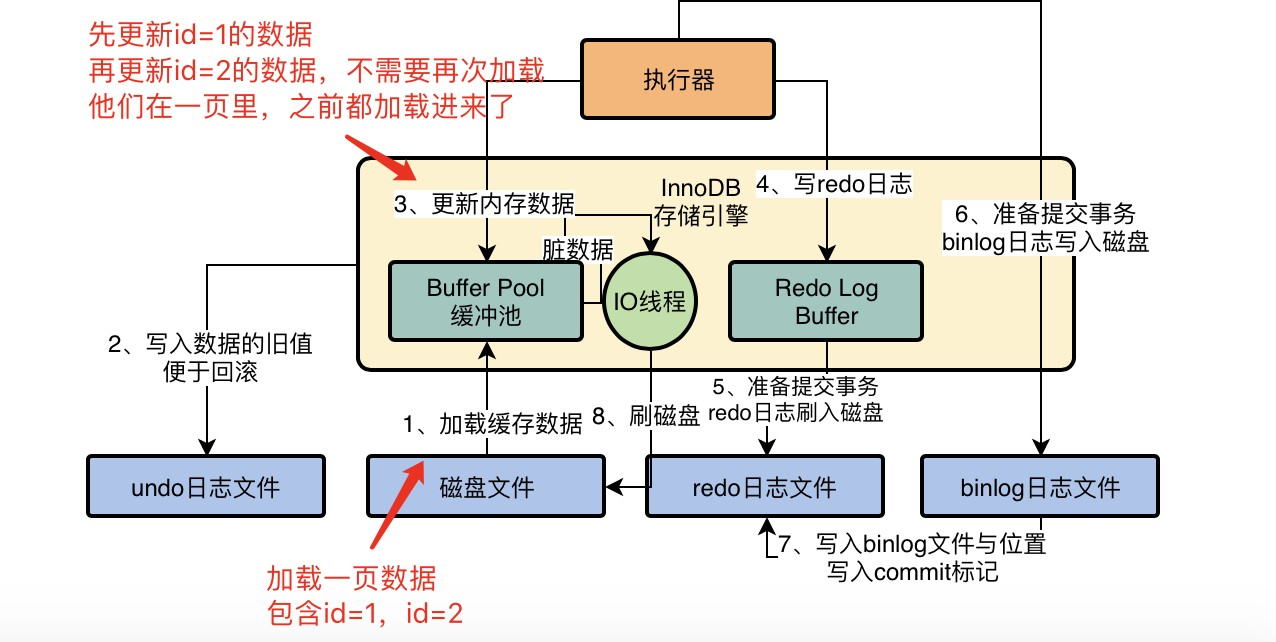 先更新id=1的数据
再更新id=2的数据，不需要再次加载
他们在一页里，之前都加载进来了
执行器
InnoDB
存储引擎
3、更新内存数据
4、写redo日志
6、准备提交事务
binlog日志写入磁盘
脏数据
Buffer Pool
缓冲池
IO线程
Redo Log
Buffer
2、写入数据的旧值
便于回滚
1、加载缓存数据
8、刷磁盘
5、准备提交事务
redo日志刷入磁盘
undo日志文件
磁盘文件
redo日志文件
binlog日志文件
7、写入binlog文件与位置
写入commit标记
加载一页数据
包含id=1，id=2